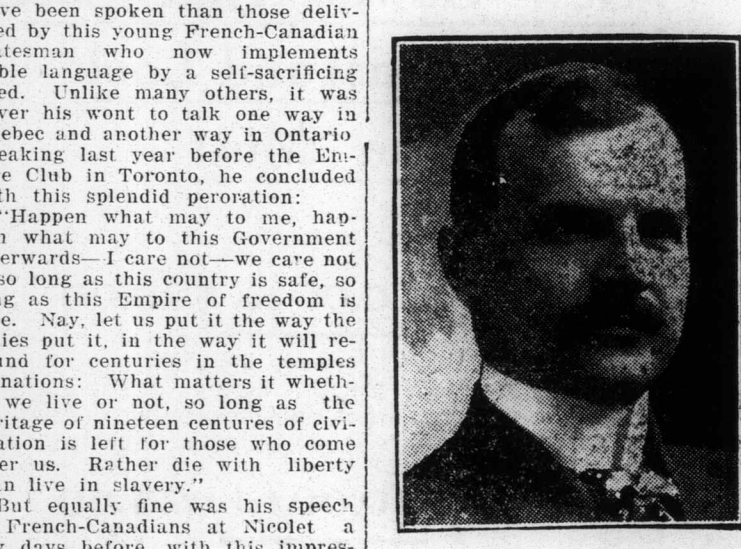 ve been spoken than those deliv-
ed by this young French-Canadian
atesman who now implements
ble language by a self-sacrificing
ed. Unlike many others, it was
ver his wont to talk one way in
ebec and another way in Ontario
eaking last year before the Em-
e Club in Toronto, he concluded
th this splendid peroration:
"Happen what may to me, hap-
n what may to this Government
erwards—I care not—we care not
so long as this country is safe, so
g as this Empire of freedom is
e. Nay, let us put it the way the
ies put it, in the way it will re-
und for centuries in the temples
nations: What matters it wheth-
we live or not, so long as the
ritage of nineteen centures of civi-
ation is left for those who come
er us. Rather die with liberty
n live in slavery."
But equally fine was his speech
French-Canadians at Nicolet a
days before, with this impres-